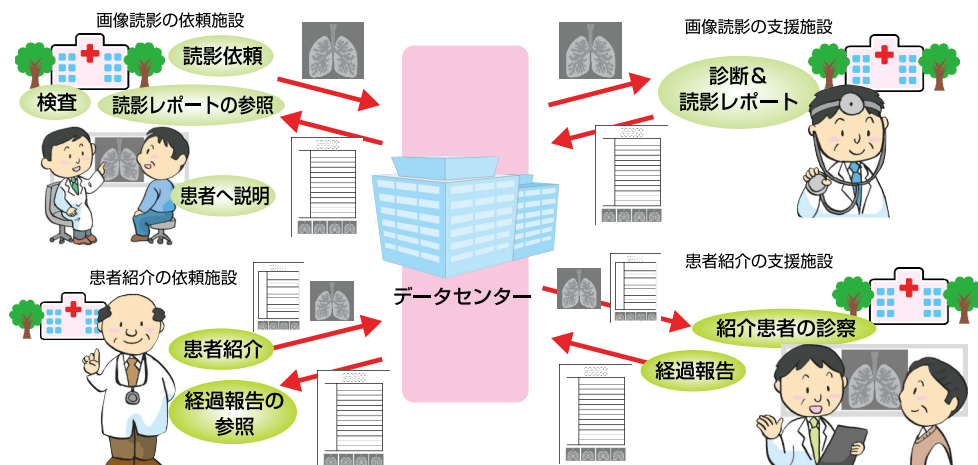 画像読影の依頼施設
読影依頼
検査
読影レポートの参照
患者へ説明
画像読影の支援施設
診断&
読影レポート
データセンター
患者紹介の依頼施設
患者紹介
経過報告の
参照
患者紹介の支援施設
紹介患者の診察
経過報告